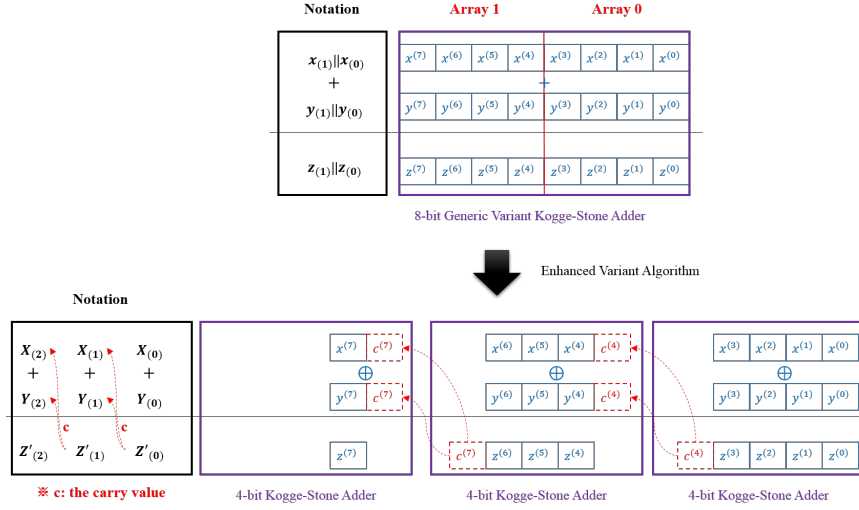 Notation Array 1 Array 0
x(1)||x(0) x⁽⁷⁾ x⁽⁶⁾ x⁽⁵⁾ x⁽⁴⁾ x⁽³⁾ x⁽²⁾ x⁽¹⁾ x⁽⁰⁾
+ +
y(1)||y(0) y⁽⁷⁾ y⁽⁶⁾ y⁽⁵⁾ y⁽⁴⁾ y⁽³⁾ y⁽²⁾ y⁽¹⁾ y⁽⁰⁾
z(1)||z(0) z⁽⁷⁾ z⁽⁶⁾ z⁽⁵⁾ z⁽⁴⁾ z⁽³⁾ z⁽²⁾ z⁽¹⁾ z⁽⁰⁾
8-bit Generic Variant Kogge-Stone Adder
Enhanced Variant Algorithm
Notation
X(2) X(1) X(0) x⁽⁷⁾ c⁽⁷⁾ x⁽⁶⁾ x⁽⁵⁾ x⁽⁴⁾ c⁽⁴⁾ x⁽³⁾ x⁽²⁾ x⁽¹⁾ x⁽⁰⁾
+ + + ⊕ ⊕ ⊕
Y(2) Y(1) Y(0) y⁽⁷⁾ c⁽⁷⁾ y⁽⁶⁾ y⁽⁵⁾ y⁽⁴⁾ c⁽⁴⁾ y⁽³⁾ y⁽²⁾ y⁽¹⁾ y⁽⁰⁾
c c
Z'(2) Z'(1) Z'(0) z⁽⁷⁾ c⁽⁷⁾ z⁽⁶⁾ z⁽⁵⁾ z⁽⁴⁾ c⁽⁴⁾ z⁽³⁾ z⁽²⁾ z⁽¹⁾ z⁽⁰⁾
※ c: the carry value 4-bit Kogge-Stone Adder 4-bit Kogge-Stone Adder 4-bit Kogge-Stone Adder